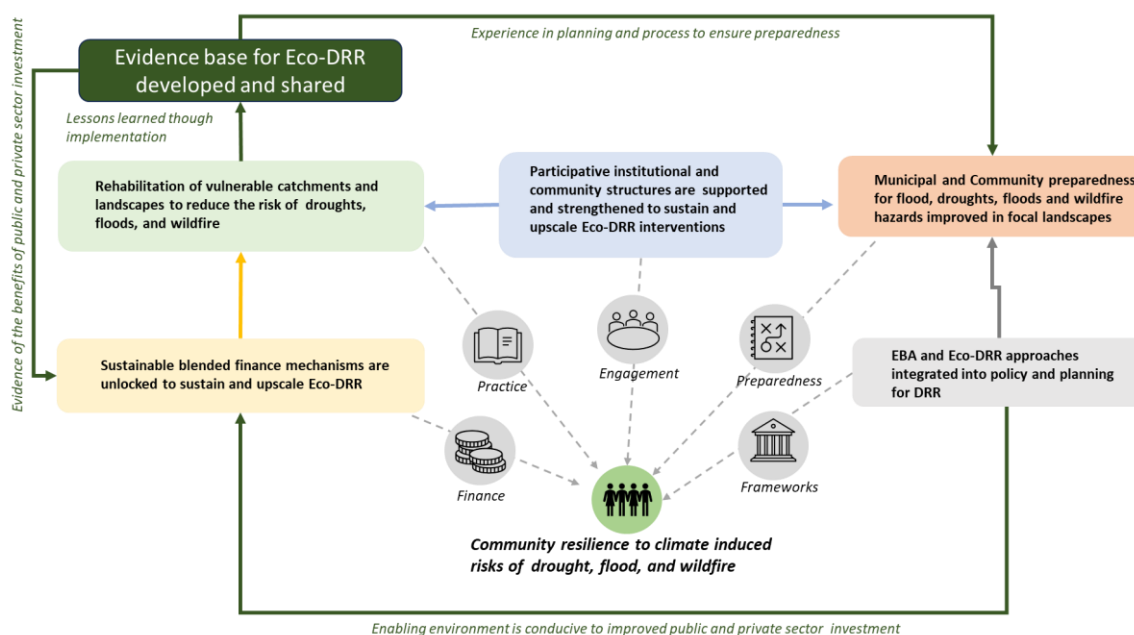 Experience in planning and process to ensure preparedness
Evidence base for Eco-DRR
developed and shared
Evidence of the benefits of public and private sector investment
Lessons learned though
implementation
Rehabilitation of vulnerable catchments and
landscapes to reduce the risk of droughts,
floods, and wildfire
Participative institutional and
community structures are supported
and strengthened to sustain and
upscale Eco-DRR interventions
Municipal and Community preparedness
for flood, droughts, floods and wildfire
hazards improved in focal landscapes
Sustainable blended finance mechanisms are
unlocked to sustain and upscale Eco-DRR
Practice
Engagement
Preparedness
EBA and Eco-DRR approaches
integrated into policy and planning
for DRR
Finance
Frameworks
Community resilience to climate induced
risks of drought, flood, and wildfire
Enabling environment is conducive to improved public and private sector investment